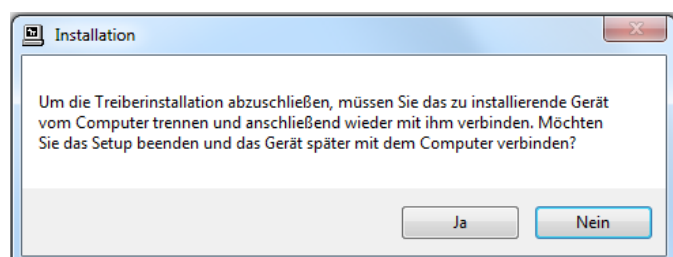 Installation
Um die Treiberinstallation abzuschließen, müssen Sie das zu installierende Gerät
vom Computer trennen und anschließend wieder mit ihm verbinden. Möchten
Sie das Setup beenden und das Gerät später mit dem Computer verbinden?
Ja Nein